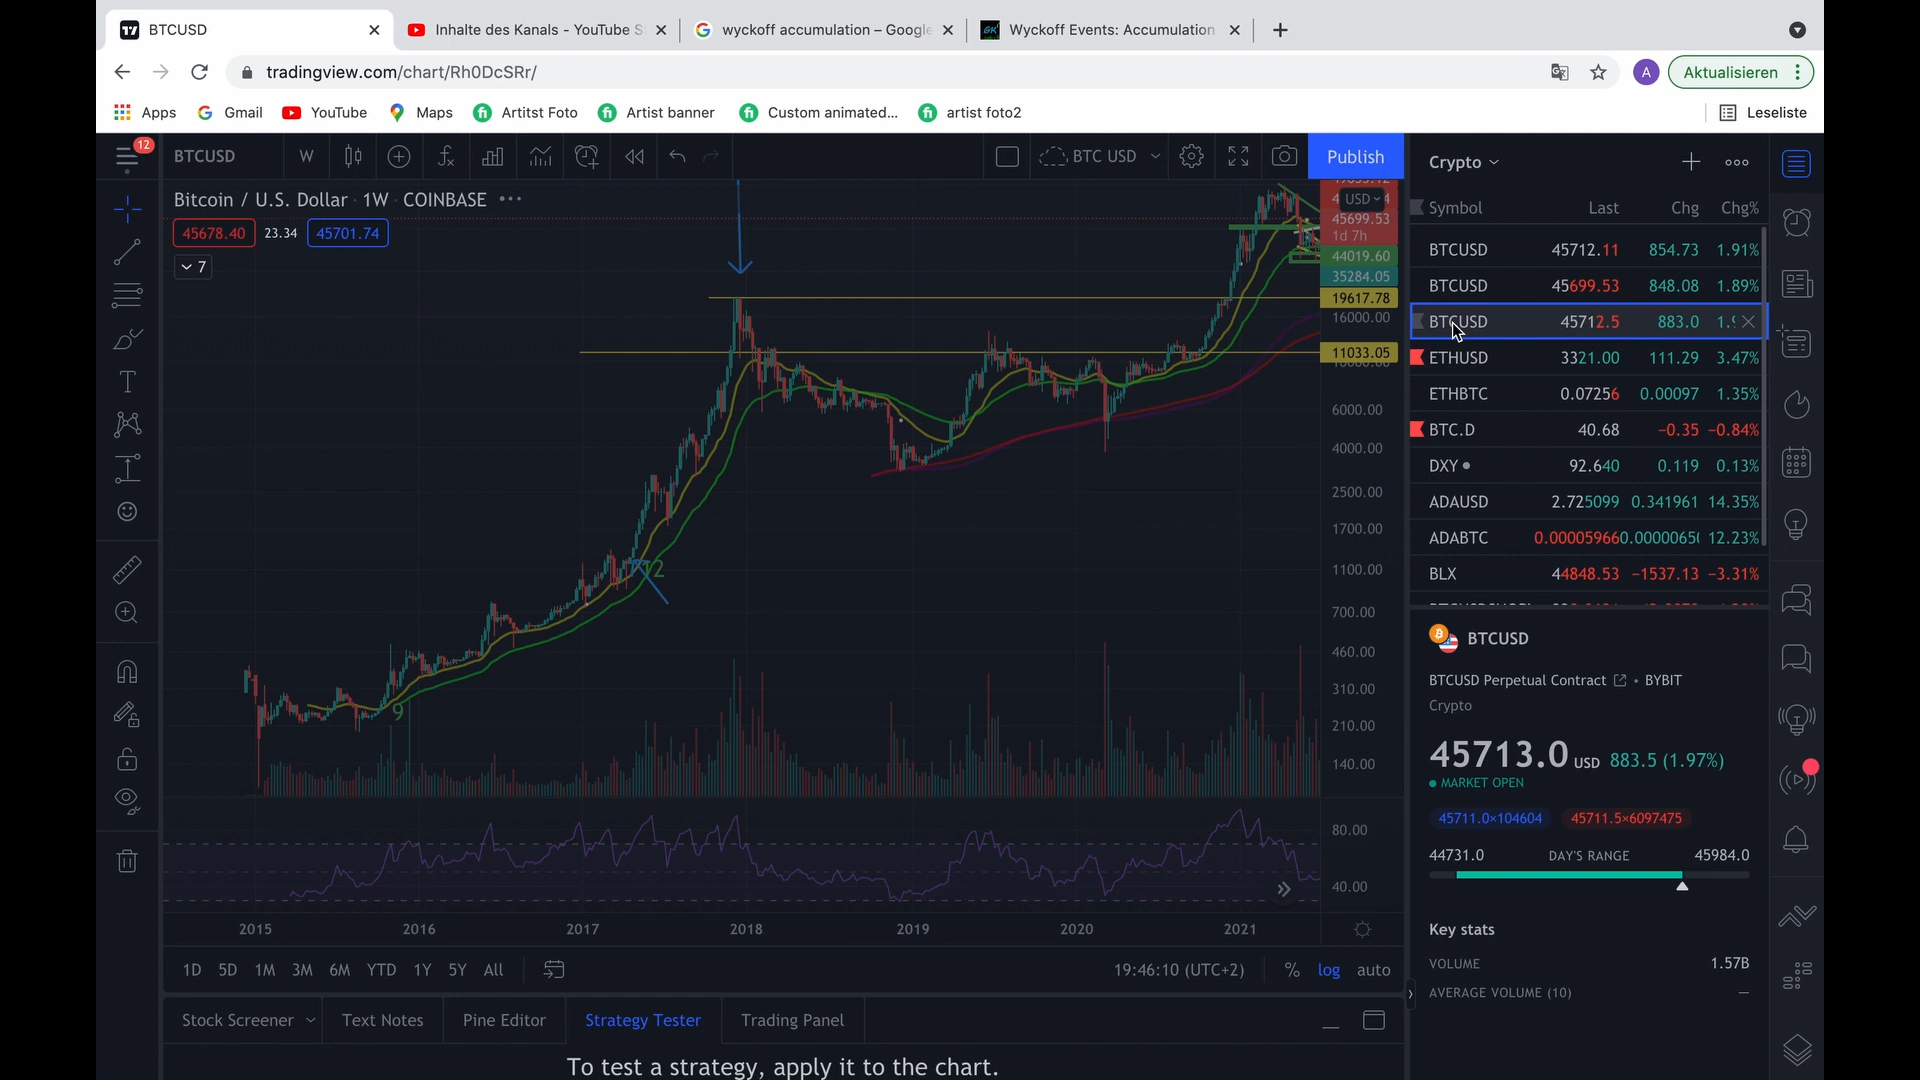 BTCUSD
Inhalte des Kanals - YouTube S
wyckoff accumulation – Google
Wyckoff Events: Accumulation
tradingview.com/chart/Rh0DcSRr/
A
Aktualisieren
Apps
Gmail
YouTube
Maps
Artitst Foto
Artist banner
Custom animated...
artist foto2
Leseliste
12
BTCUSD
W
BTC USD
Publish
Bitcoin / U.S. Dollar · 1W · COINBASE
45678.40
23.34
45701.74
7
USD
45699.53
1d 7h
44019.60
35284.05
19617.78
16000.00
11033.05
6000.00
4000.00
2500.00
1700.00
1100.00
700.00
460.00
310.00
210.00
140.00
80.00
40.00
12
9
2015
2016
2017
2018
2019
2020
2021
1D
5D
1M
3M
6M
YTD
1Y
5Y
All
19:46:10 (UTC+2)
%
log
auto
Stock Screener
Text Notes
Pine Editor
Strategy Tester
Trading Panel
To test a strategy, apply it to the chart.
Crypto
Symbol Last Chg Chg%
BTCUSD 45712.11 854.73 1.91%
BTCUSD 45699.53 848.08 1.89%
BTCUSD 45712.5 883.0
ETHUSD 3321.00 111.29 3.47%
ETHBTC 0.07256 0.00097 1.35%
BTC.D 40.68 −0.35 −0.84%
DXY 92.640 0.119 0.13%
ADAUSD 2.725099 0.341961 14.35%
ADABTC 0.00005966 0.0000065 12.23%
BLX 44848.53 −1537.13 −3.31%
BTCUSD
BTCUSD Perpetual Contract • BYBIT
Crypto
45713.0 USD 883.5 (1.97%)
MARKET OPEN
45711.0×104604
45711.5×6097475
44731.0 DAY'S RANGE 45984.0
Key stats
VOLUME 1.57B
AVERAGE VOLUME (10) —